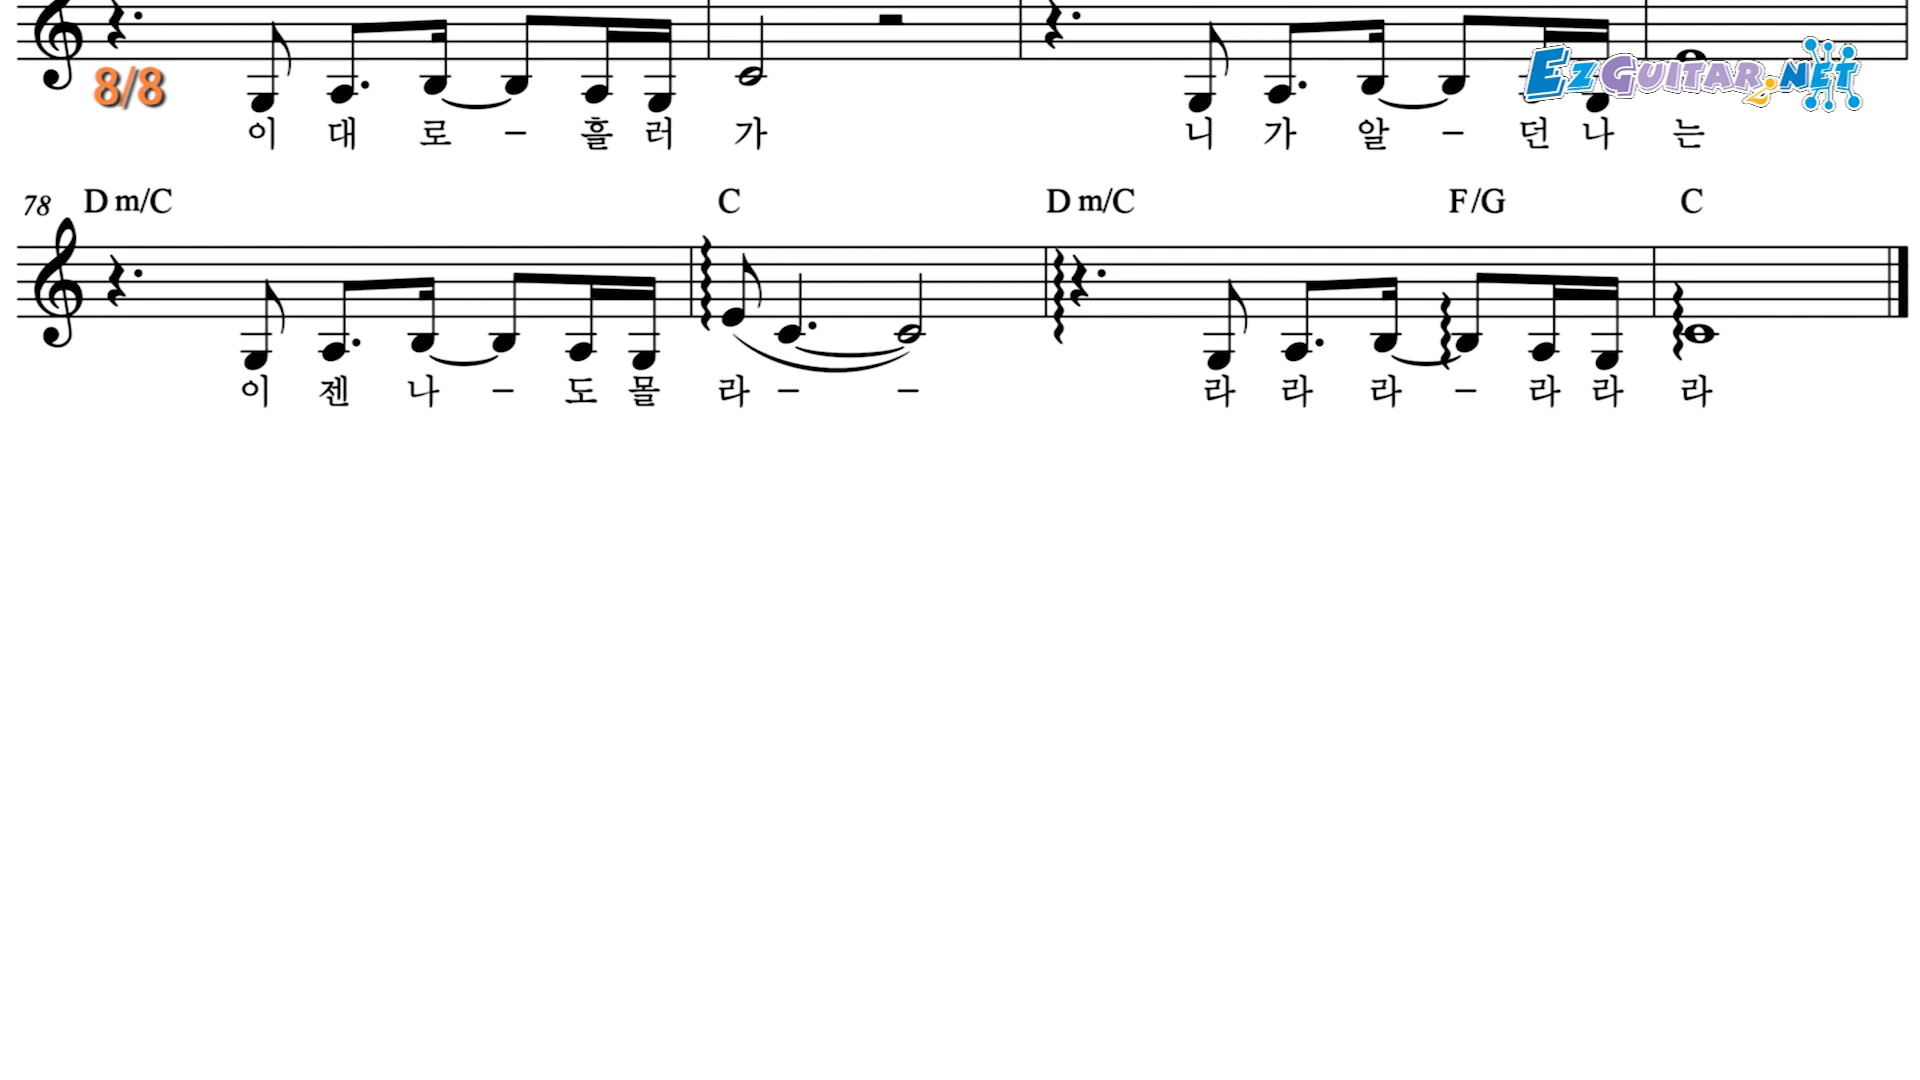 8/8
EZGUITAR2.NET
이 대 로 - 흘 러 가 니 가 알 - 던 나 는
78 Dm/C C Dm/C F/G C
이 젠 나 - 도 몰 라 - - 라 라 라 - 라 라 라